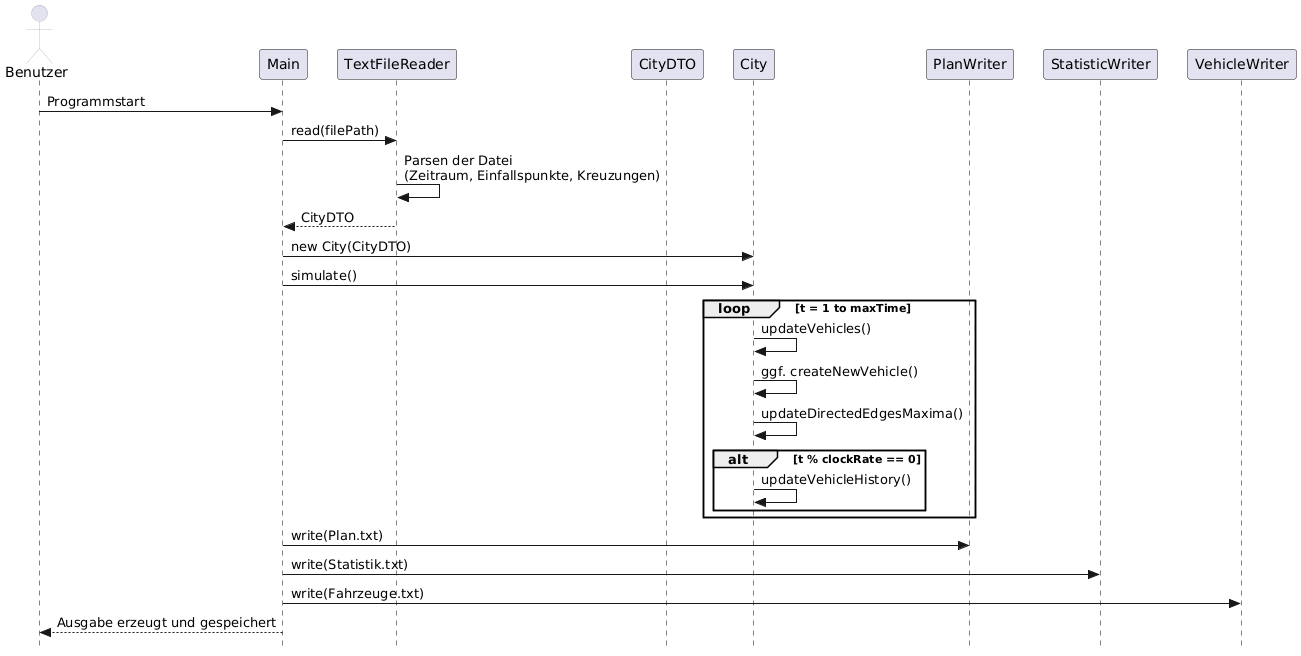 Benutzer
Main
TextFileReader
CityDTO
City
PlanWriter
StatisticWriter
VehicleWriter
Programmstart
read(filePath)
Parsen der Datei
(Zeitraum, Einfallspunkte, Kreuzungen)
CityDTO
new City(CityDTO)
simulate()
loop [t = 1 to maxTime]
updateVehicles()
ggf. createNewVehicle()
updateDirectedEdgesMaxima()
alt [t % clockRate == 0]
updateVehicleHistory()
write(Plan.txt)
write(Statistik.txt)
write(Fahrzeuge.txt)
Ausgabe erzeugt und gespeichert